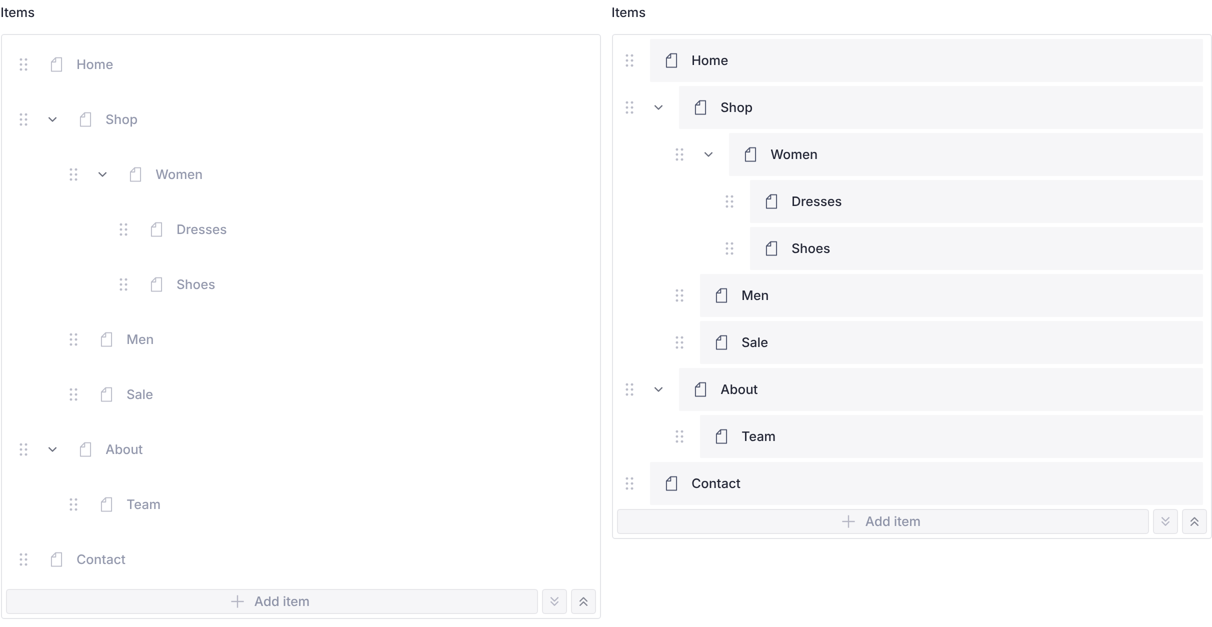 Items
Home
Shop
Women
Dresses
Shoes
Men
Sale
About
Team
Contact
Add item
Items
Home
Shop
Women
Dresses
Shoes
Men
Sale
About
Team
Contact
Add item